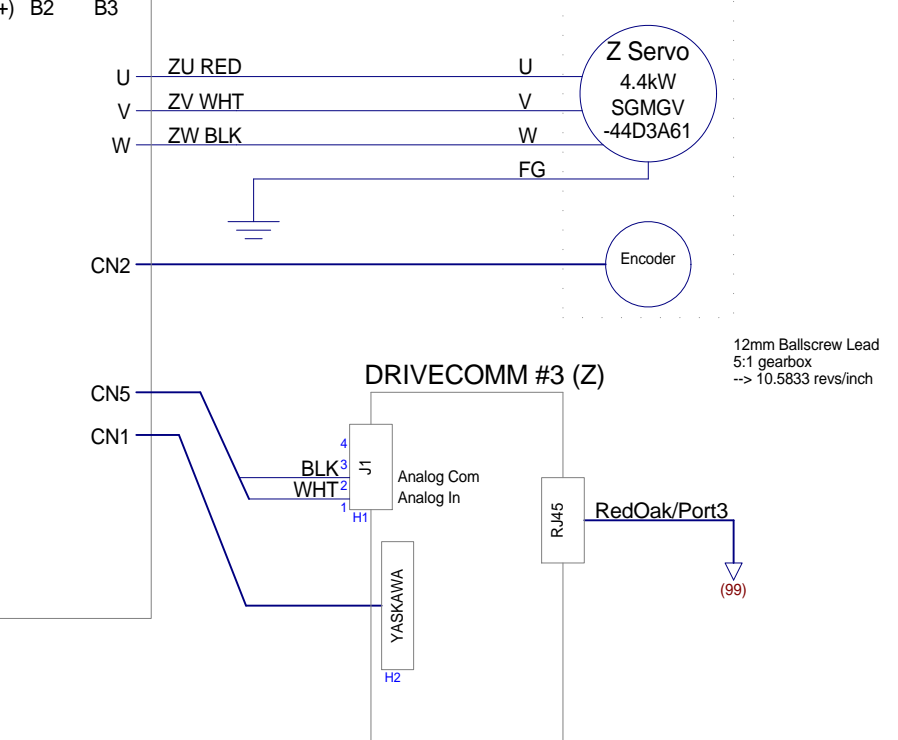 +) B2 B3
U ZU RED U
V ZV WHT V
W ZW BLK W
FG
Z Servo
4.4kW
SGMGV
-44D3A61
CN2
Encoder
12mm Ballscrew Lead
5:1 gearbox
--> 10.5833 revs/inch
DRIVECOMM #3 (Z)
CN5
CN1
4
BLK 3
WHT 2
1
J1
H1
Analog Com
Analog In
RJ45
RedOak/Port3
(99)
YASKAWA
H2